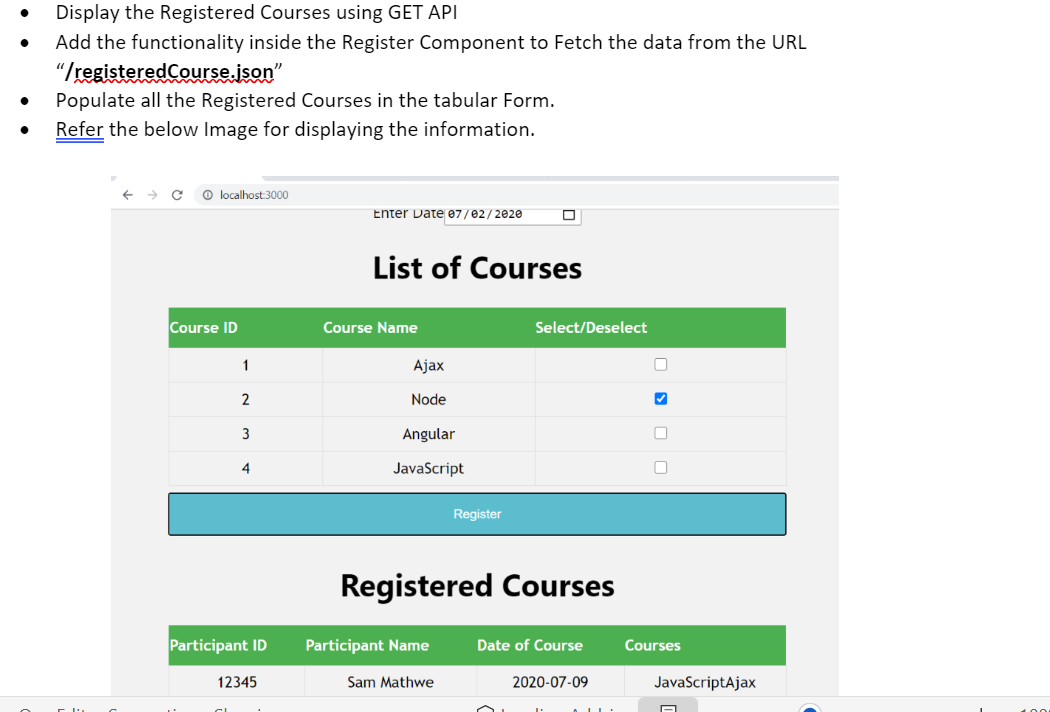 Display the Registered Courses using GET API
Add the functionality inside the Register Component to Fetch the data from the URL
“/registeredCourse.json”
Populate all the Registered Courses in the tabular Form.
Refer the below Image for displaying the information.
localhost:3000
Enter Date 07/02/2020
List of Courses
Course ID Course Name Select/Deselect
1 Ajax
2 Node
3 Angular
4 JavaScript
Register
Registered Courses
Participant ID Participant Name Date of Course Courses
12345 Sam Mathwe 2020-07-09 JavaScriptAjax